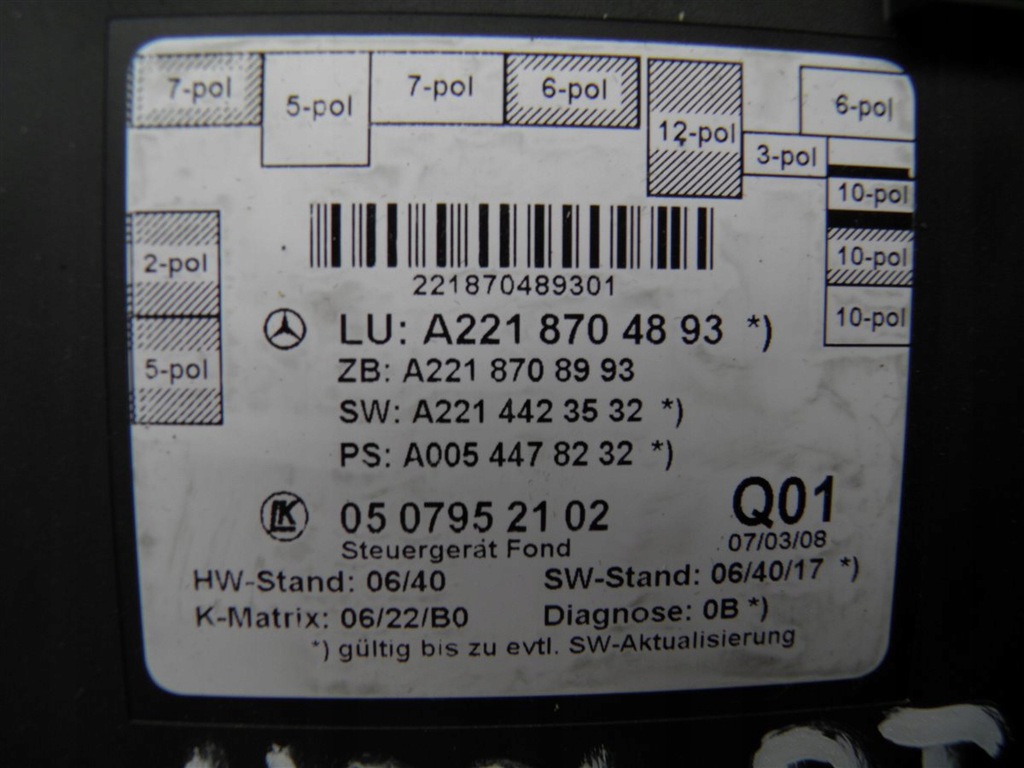 7-pol
5-pol
7-pol
6-pol
12-pol
6-pol
3-pol
10-pol
10-pol
10-pol
2-pol
5-pol
221870489301
LU: A221 870 48 93 *)
ZB: A221 870 89 93
SW: A221 442 35 32 *)
PS: A005 447 82 32 *)
LK 05 0795 21 02 Q01
Steuergerät Fond 07/03/08
HW-Stand: 06/40 SW-Stand: 06/40/17 *)
K-Matrix: 06/22/B0 Diagnose: 0B *)
*) gültig bis zu evtl. SW-Aktualisierung